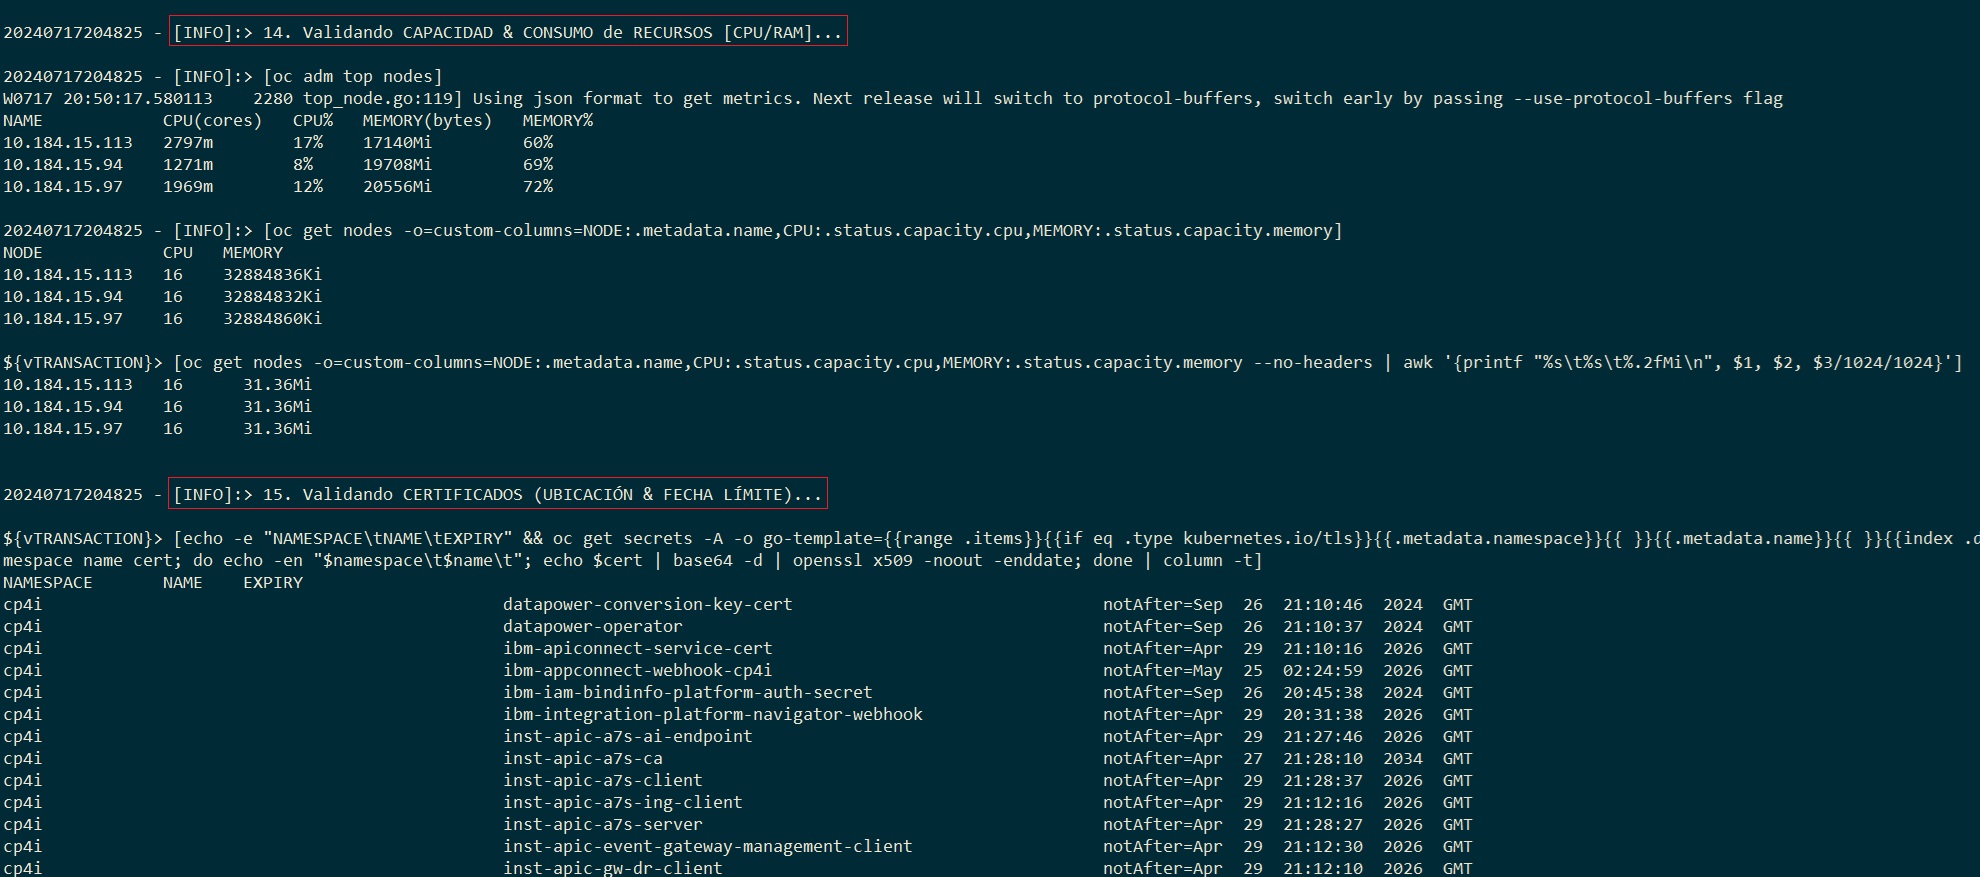 20240717204825 - [INFO]:> 14. Validando CAPACIDAD & CONSUMO de RECURSOS [CPU/RAM]...
20240717204825 - [INFO]:> [oc adm top nodes]
W0717 20:50:17.580113    2280 top_node.go:119] Using json format to get metrics. Next release will switch to protocol-buffers, switch early by passing --use-protocol-buffers flag
NAME            CPU(cores)   CPU%   MEMORY(bytes)   MEMORY%
10.184.15.113   2797m        17%    17140Mi         60%
10.184.15.94    1271m        8%     19708Mi         69%
10.184.15.97    1969m        12%    20556Mi         72%
20240717204825 - [INFO]:> [oc get nodes -o=custom-columns=NODE:.metadata.name,CPU:.status.capacity.cpu,MEMORY:.status.capacity.memory]
NODE            CPU   MEMORY
10.184.15.113   16    32884836Ki
10.184.15.94    16    32884832Ki
10.184.15.97    16    32884860Ki
${vTRANSACTION}> [oc get nodes -o=custom-columns=NODE:.metadata.name,CPU:.status.capacity.cpu,MEMORY:.status.capacity.memory --no-headers | awk '{printf "%s\t%s\t%.2fMi\n", $1, $2, $3/1024/1024}']
10.184.15.113   16      31.36Mi
10.184.15.94    16      31.36Mi
10.184.15.97    16      31.36Mi
20240717204825 - [INFO]:> 15. Validando CERTIFICADOS (UBICACIÓN & FECHA LÍMITE)...
${vTRANSACTION}> [echo -e "NAMESPACE\tNAME\tEXPIRY" && oc get secrets -A -o go-template={{range .items}}{{if eq .type kubernetes.io/tls}}{{.metadata.namespace}}{{ }}{{.metadata.name}}{{ }}{{index .d
mespace name cert; do echo -en "$namespace\t$name\t"; echo $cert | base64 -d | openssl x509 -noout -enddate; done | column -t]
NAMESPACE       NAME    EXPIRY
cp4i   datapower-conversion-key-cert   notAfter=Sep  26  21:10:46  2024  GMT
cp4i   datapower-operator   notAfter=Sep  26  21:10:37  2024  GMT
cp4i   ibm-apiconnect-service-cert   notAfter=Apr  29  21:10:16  2026  GMT
cp4i   ibm-appconnect-webhook-cp4i   notAfter=May  25  02:24:59  2026  GMT
cp4i   ibm-iam-bindinfo-platform-auth-secret   notAfter=Sep  26  20:45:38  2024  GMT
cp4i   ibm-integration-platform-navigator-webhook   notAfter=Apr  29  20:31:38  2026  GMT
cp4i   inst-apic-a7s-ai-endpoint   notAfter=Apr  29  21:27:46  2026  GMT
cp4i   inst-apic-a7s-ca   notAfter=Apr  27  21:28:10  2034  GMT
cp4i   inst-apic-a7s-client   notAfter=Apr  29  21:28:37  2026  GMT
cp4i   inst-apic-a7s-ing-client   notAfter=Apr  29  21:12:16  2026  GMT
cp4i   inst-apic-a7s-server   notAfter=Apr  29  21:28:27  2026  GMT
cp4i   inst-apic-event-gateway-management-client   notAfter=Apr  29  21:12:30  2026  GMT
cp4i   inst-apic-gw-dr-client   notAfter=Apr  29  21:12:10  2026  GMT